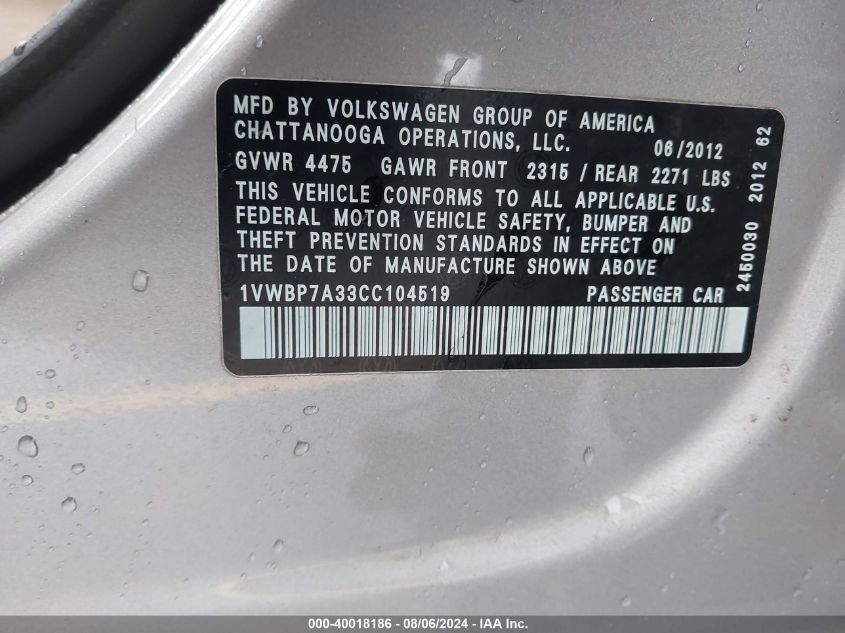 MFD BY VOLKSWAGEN GROUP OF AMERICA
CHATTANOOGA OPERATIONS, LLC. 06/2012
GVWR 4475 GAWR FRONT 2315 / REAR 2271 LBS
THIS VEHICLE CONFORMS TO ALL APPLICABLE U.S.
FEDERAL MOTOR VEHICLE SAFETY, BUMPER AND
THEFT PREVENTION STANDARDS IN EFFECT ON
THE DATE OF MANUFACTURE SHOWN ABOVE
1VWBP7A33CC104519 PASSENGER CAR
2450030 2012 62
000-40018186 - 08/06/2024 - IAA Inc.